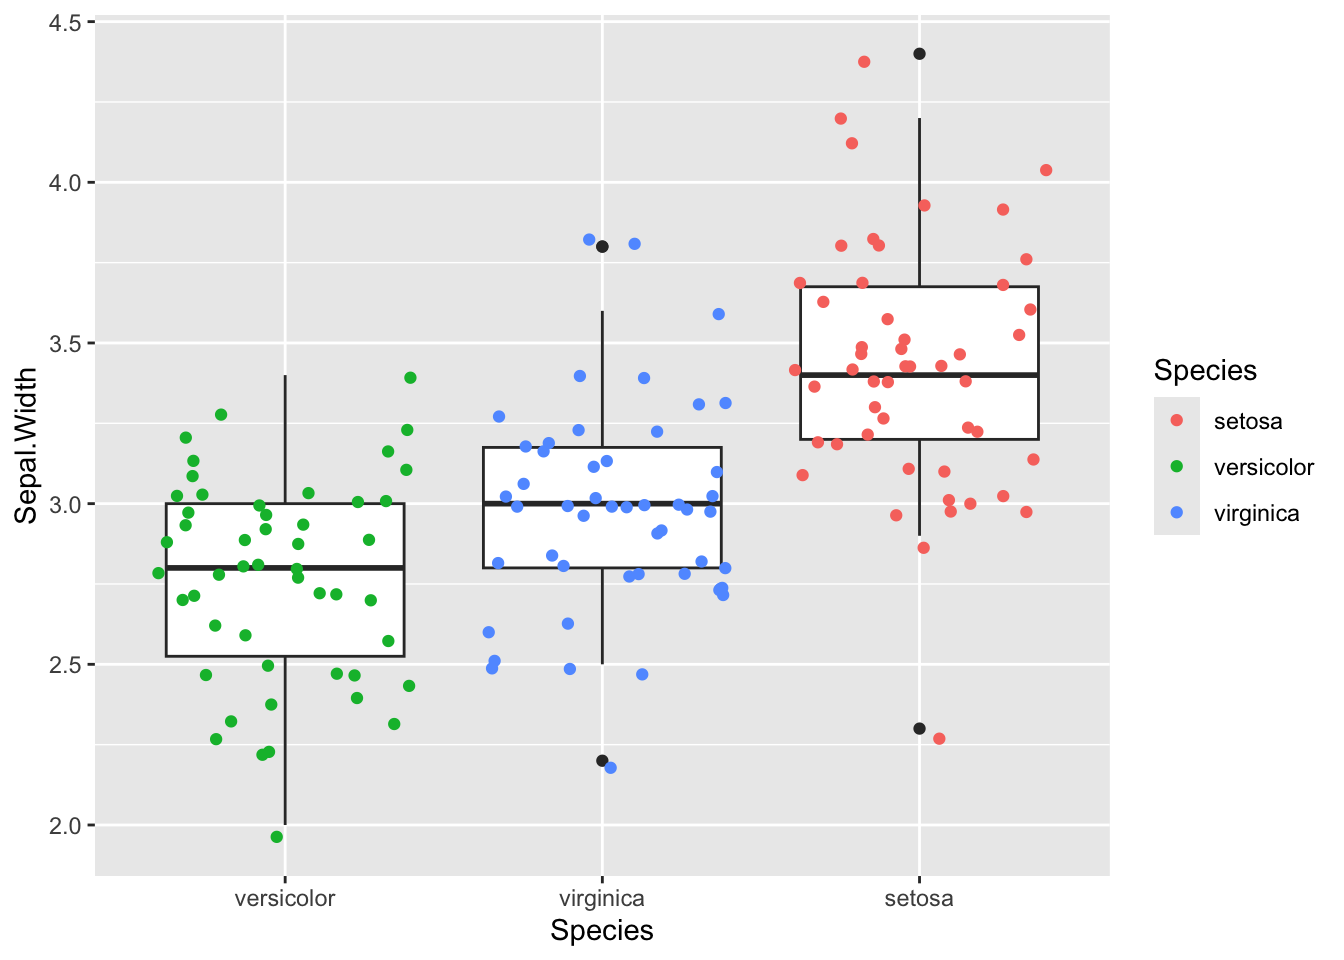 Sepal.Width
4.5
4.0
3.5
3.0
2.5
2.0
versicolor virginica setosa
Species
Species
setosa
versicolor
virginica